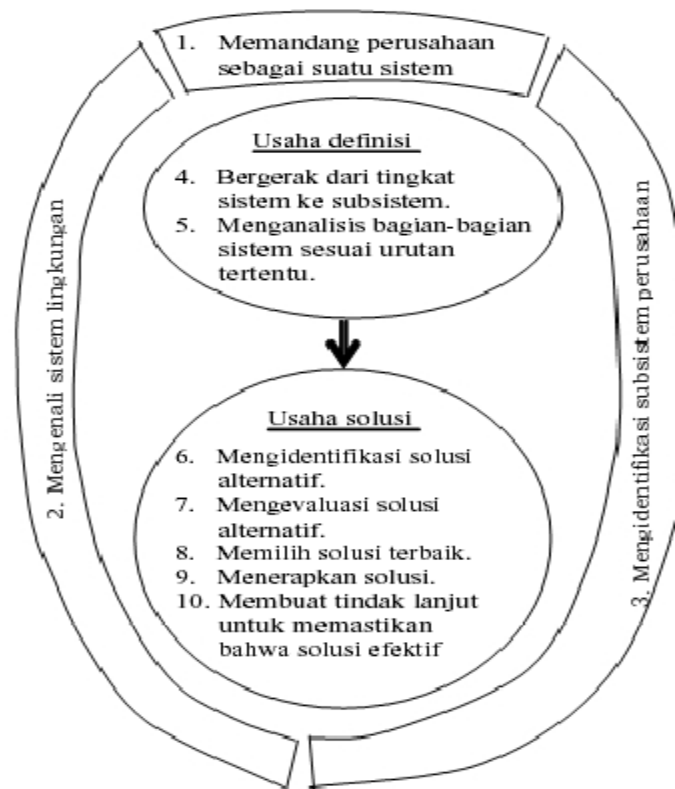 1. Memandang perusahaan
sebagai suatu sistem
2. Mengenali sistem lingkungan
3. Mengidentifikasi subsistem perusahaan
Usaha definisi
4. Bergerak dari tingkat
sistem ke subsistem.
5. Menganalisis bagian-bagian
sistem sesuai urutan
tertentu.
Usaha solusi
6. Mengidentifikasi solusi
alternatif.
7. Mengevaluasi solusi
alternatif.
8. Memilih solusi terbaik.
9. Menerapkan solusi.
10. Membuat tindak lanjut
untuk memastikan
bahwa solusi efektif